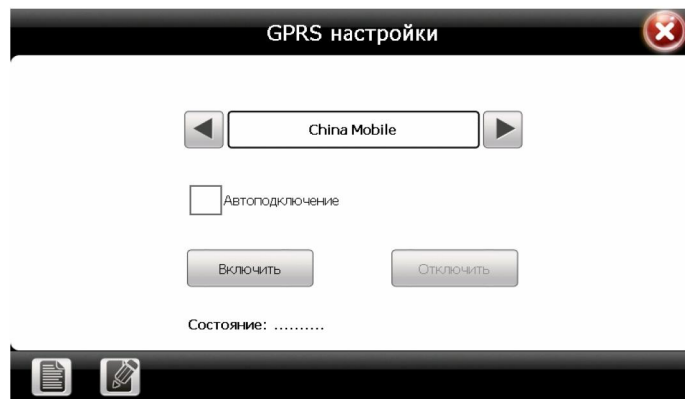 GPRS настройки
China Mobile
Автоподключение
Включить
Отключить
Состояние: ..........